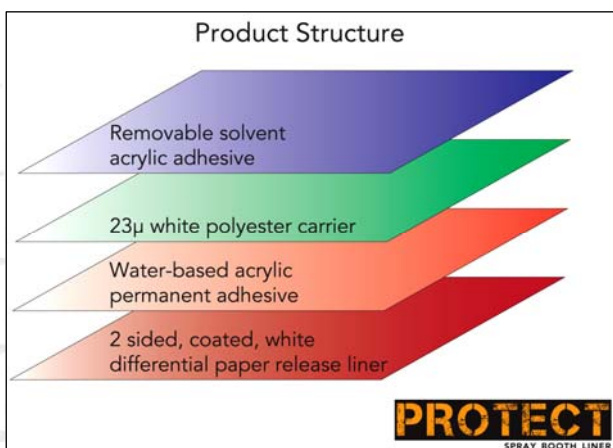 Product Structure
Removable solvent
acrylic adhesive
23μ white polyester carrier
Water-based acrylic
permanent adhesive
2 sided, coated, white
differential paper release liner
PROTECT
SPRAY BOOTH LINER